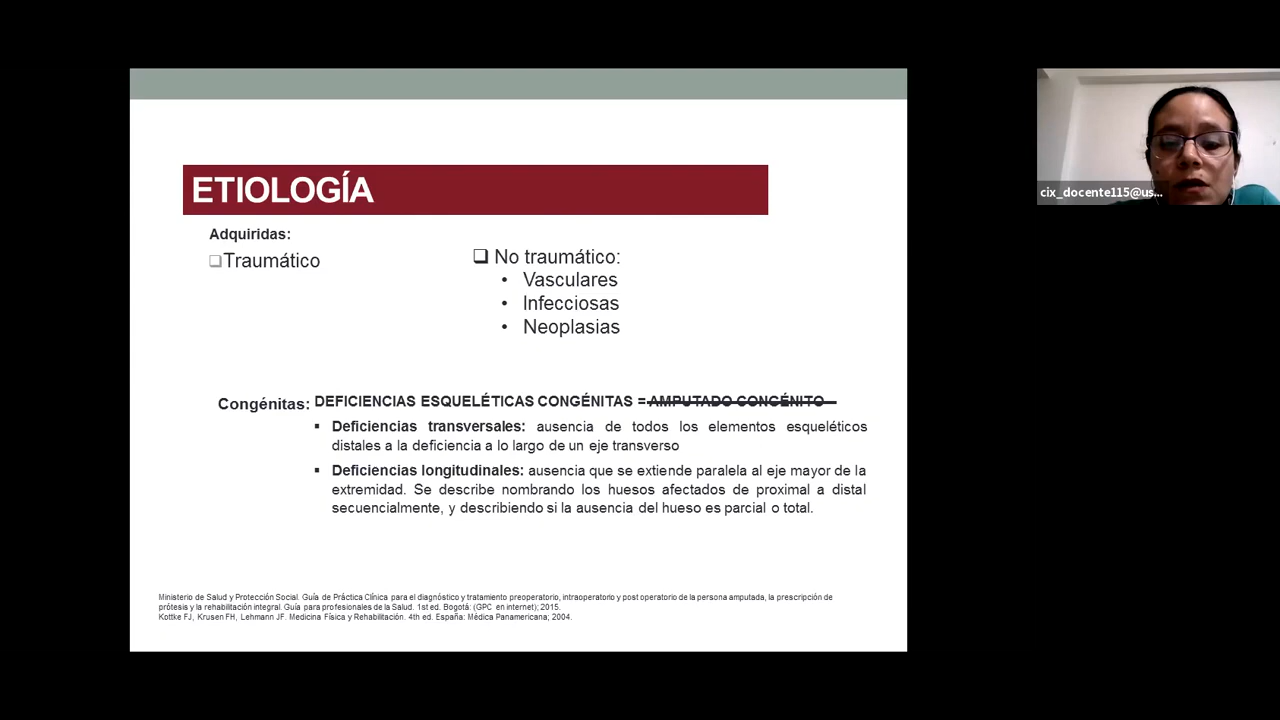 ETIOLOGÍA
Adquiridas:
Traumático
No traumático:
• Vasculares
• Infecciosas
• Neoplasias
Congénitas: DEFICIENCIAS ESQUELÉTICAS CONGÉNITAS = AMPUTADO CONGÉNITO
▪ Deficiencias transversales: ausencia de todos los elementos esqueléticos
distales a la deficiencia a lo largo de un eje transverso
▪ Deficiencias longitudinales: ausencia que se extiende paralela al eje mayor de la
extremidad. Se describe nombrando los huesos afectados de proximal a distal
secuencialmente, y describiendo si la ausencia del hueso es parcial o total.
Ministerio de Salud y Protección Social. Guía de Práctica Clínica para el diagnóstico y tratamiento preoperatorio, intraoperatorio y post operatorio de la persona amputada, la prescripción de
prótesis y la rehabilitación integral. Guía para profesionales de la Salud. 1st ed. Bogotá: (GPC en internet); 2015.
Kottke FJ, Krusen FH, Lehmann JF. Medicina Física y Rehabilitación. 4th ed. España: Médica Panamericana; 2004.
cix_docente115@us...